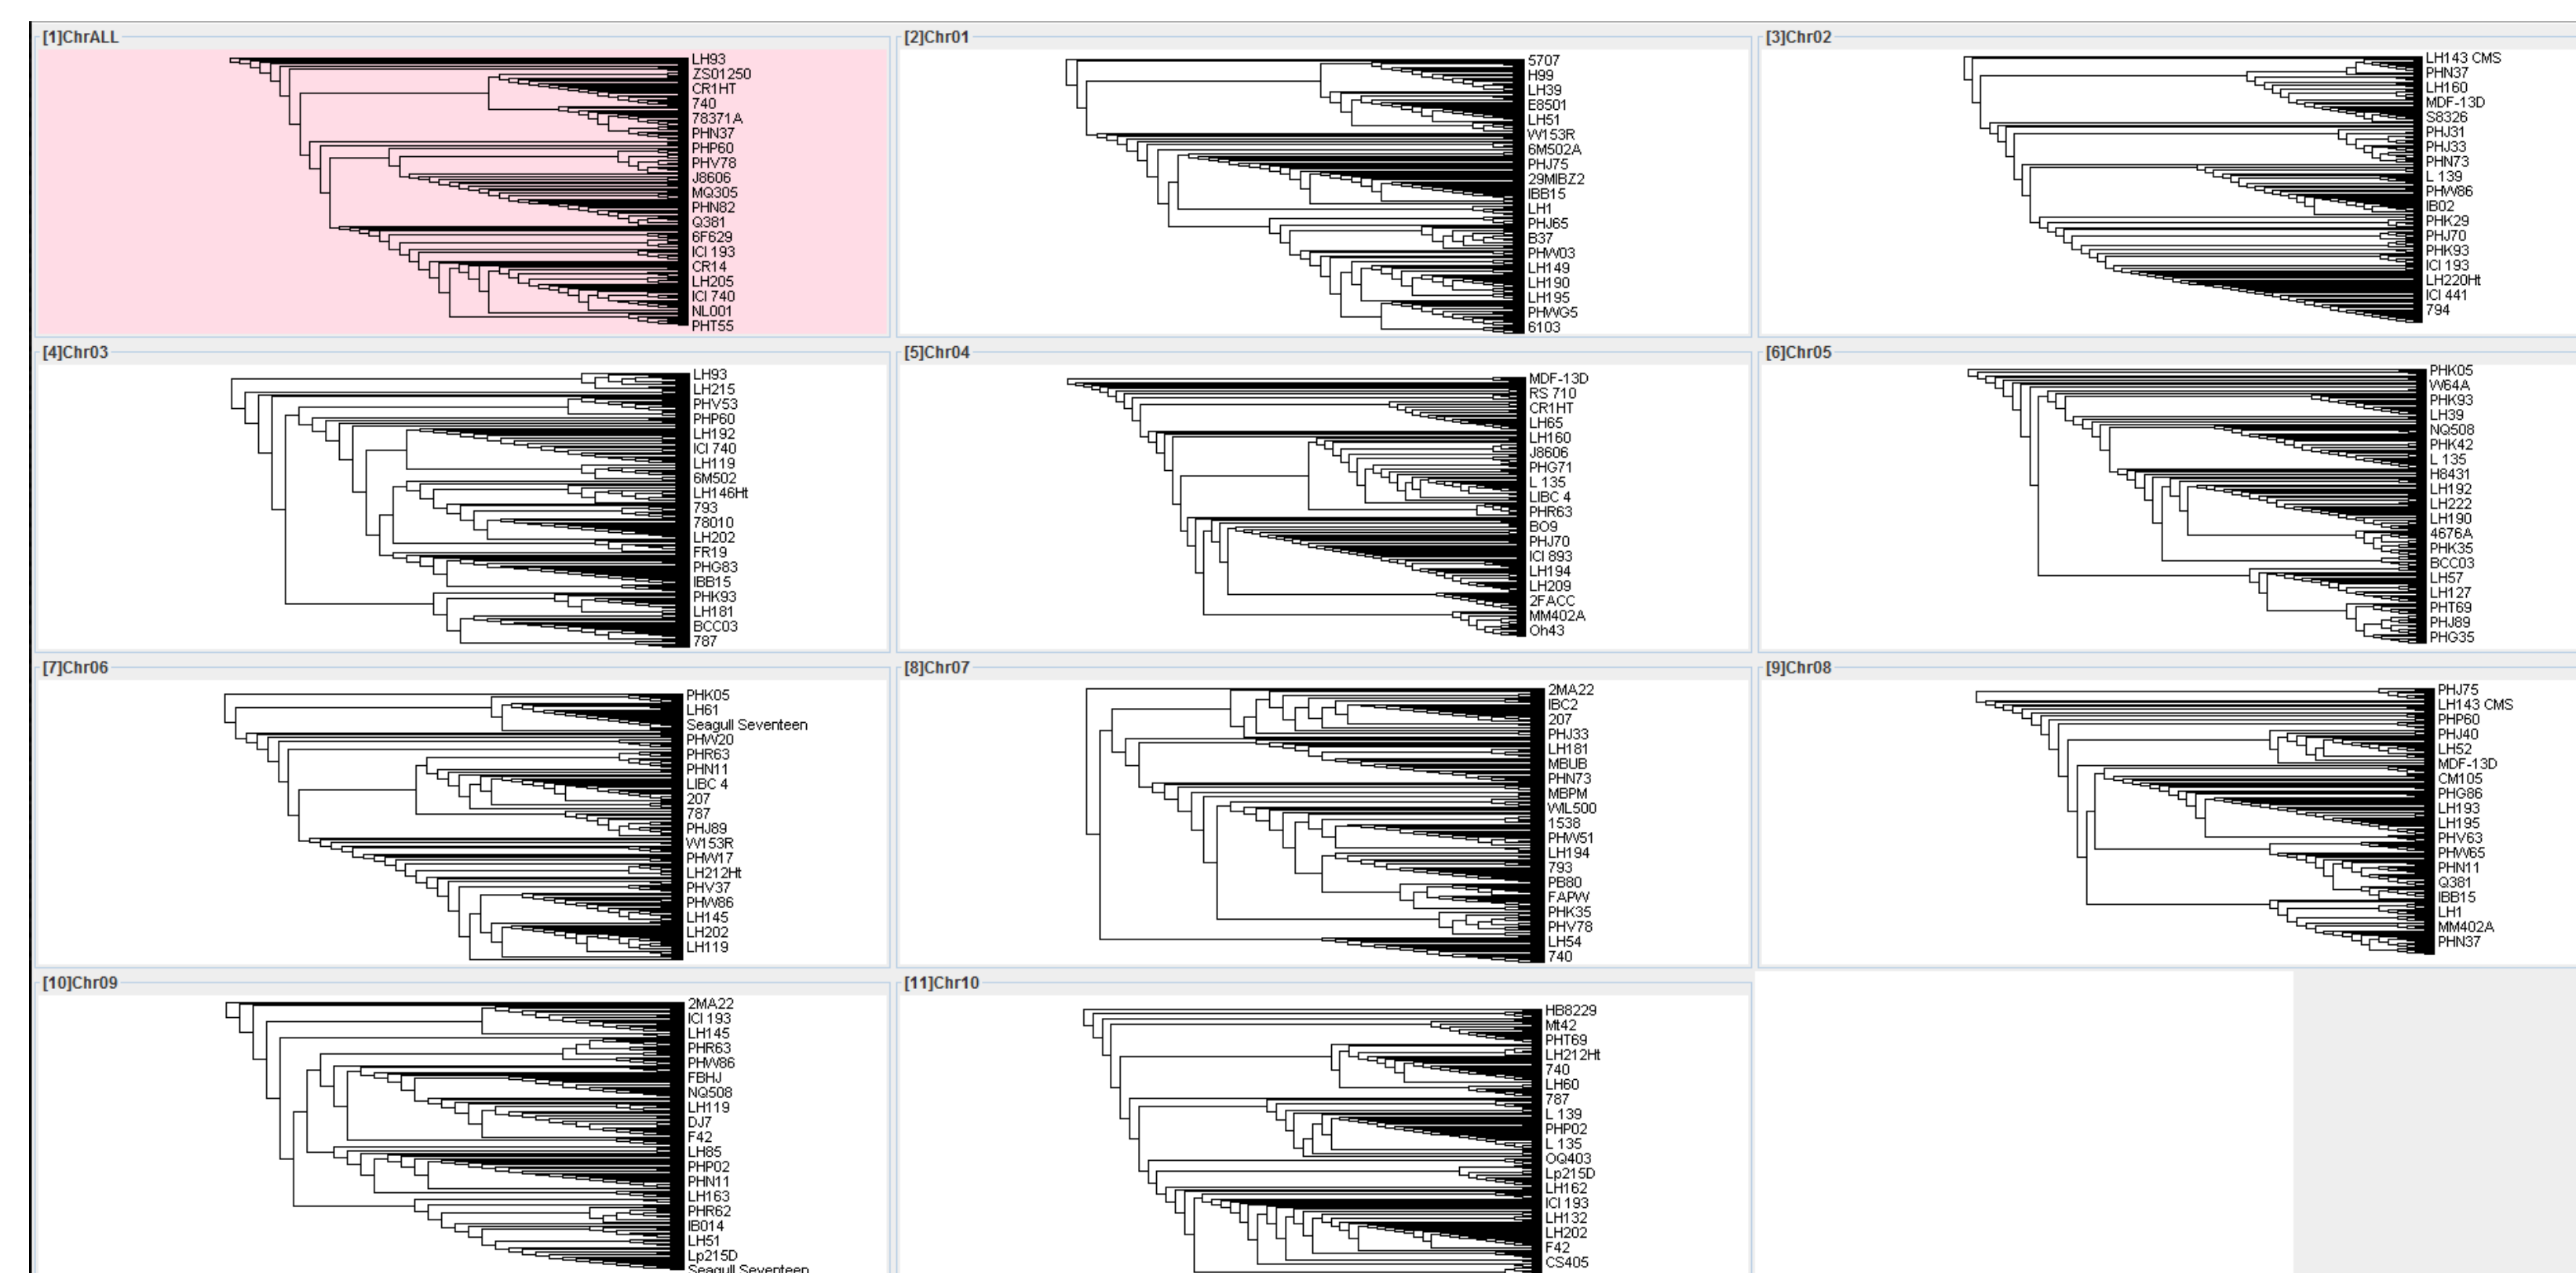 [1]ChrALL
LH93
ZS01250
CR1HT
740
78371A
PHN37
PHP60
PHV78
J8606
MQ305
PHN82
Q381
6F629
ICI 193
CR14
LH205
ICI 740
NL001
PHT55
[2]Chr01
5707
H99
LH39
E8501
LH51
W153R
6M502A
PHJ75
29MIBZ2
IBB15
LH1
PHJ65
B37
PHW03
LH149
LH190
LH195
PHWG5
6103
[3]Chr02
LH143 CMS
PHN37
LH160
MDF-13D
S8326
PHJ31
PHJ33
PHN73
L 139
PHW86
IB02
PHK29
PHJ70
PHK93
ICI 193
LH220Ht
ICI 441
794
[4]Chr03
LH93
LH215
PHV53
PHP60
LH192
ICI 740
LH119
6M502
LH146Ht
793
78010
LH202
FR19
PHG83
IBB15
PHK93
LH181
BCC03
787
[5]Chr04
MDF-13D
RS 710
CR1HT
LH65
LH160
J8606
PHG71
L 135
LIBC 4
PHR63
BO9
PHJ70
ICI 893
LH194
LH209
2FACC
MM402A
Oh43
[6]Chr05
PHK05
W64A
PHK93
LH39
NQ508
PHK42
L 135
H8431
LH192
LH222
LH190
4676A
PHK35
BCC03
LH57
LH127
PHT69
PHJ89
PHG35
[7]Chr06
PHK05
LH61
Seagull Seventeen
PHW20
PHR63
PHN11
LIBC 4
207
787
PHJ89
W153R
PHW17
LH212Ht
PHV37
PHW86
LH145
LH202
LH119
[8]Chr07
2MA22
IBC2
207
PHJ33
LH181
MBUB
PHN73
MBPM
WIL500
1538
PHW51
LH194
793
PB80
FAPW
PHK35
PHV78
LH54
740
[9]Chr08
PHJ75
LH143 CMS
PHP60
PHJ40
LH52
MDF-13D
CM105
PHG86
LH193
LH195
PHV63
PHW65
PHN11
Q381
IBB15
LH1
MM402A
PHN37
[10]Chr09
2MA22
ICI 193
LH145
PHR63
PHW86
FBHJ
NQ508
LH119
DJ7
F42
LH85
PHP02
PHN11
LH163
PHR62
IB014
LH51
Lp215D
Seagull Seventeen
[11]Chr10
HB8229
Mt42
PHT69
LH212Ht
740
LH60
787
L 139
PHP02
L 135
OQ403
Lp215D
LH162
ICI 193
LH132
LH202
F42
CS405